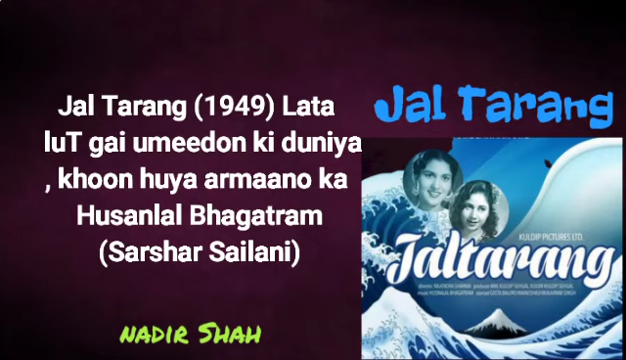 Jal Tarang (1949) Lata
luT gai umeedon ki duniya
, khoon huya armaano ka
Husanlal Bhagatram
(Sarshar Sailani)
nadir Shah
Jal Tarang
KULDIP PICTURES LTD.
Jaltarang